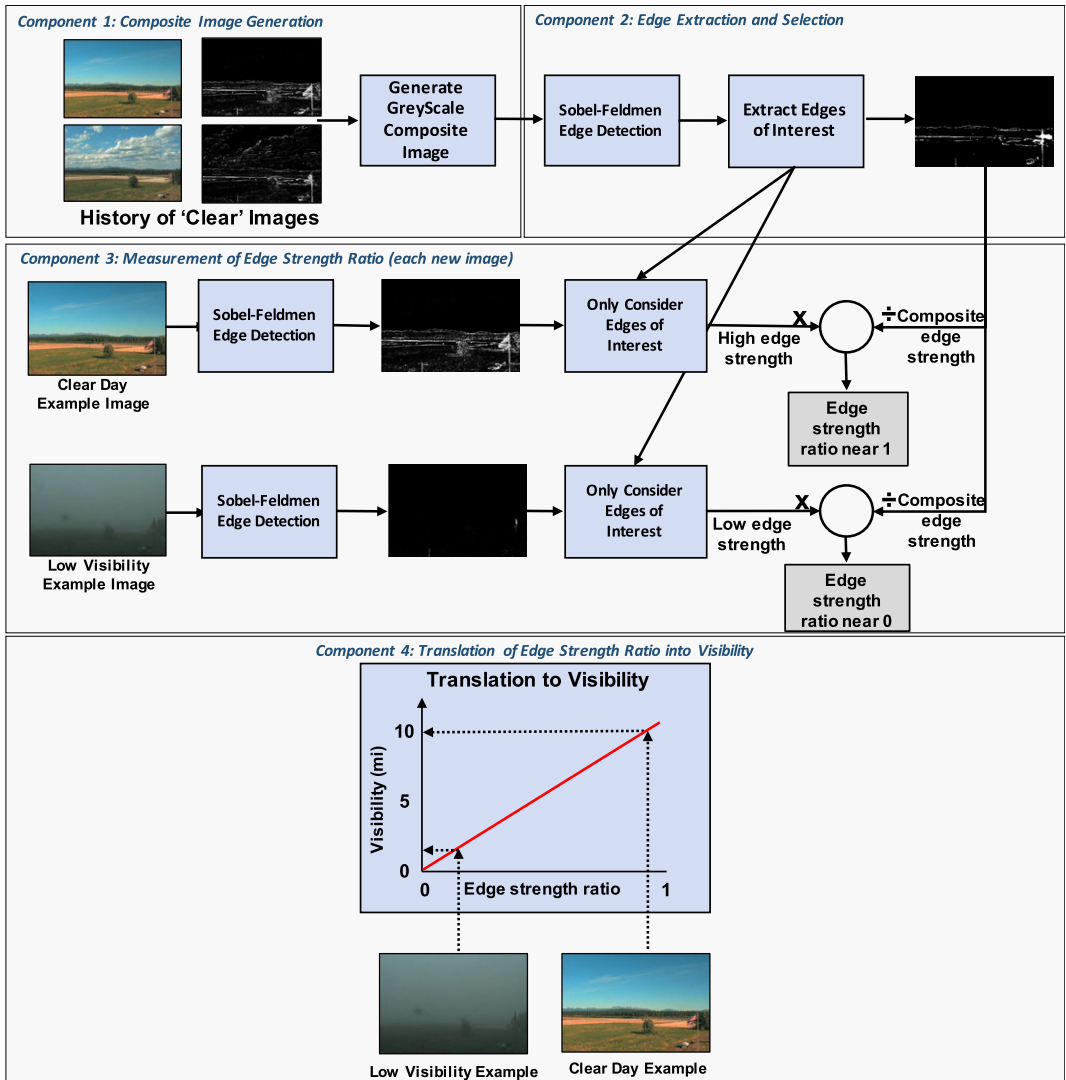 Component 1: Composite Image Generation
Generate
GreyScale
Composite
Image
History of ‘Clear’ Images
Component 2: Edge Extraction and Selection
Sobel-Feldmen
Edge Detection
Extract Edges
of Interest
Component 3: Measurement of Edge Strength Ratio (each new image)
Clear Day
Example Image
Sobel-Feldmen
Edge Detection
Only Consider
Edges of
Interest
X
High edge
strength
÷Composite
edge
strength
Edge
strength
ratio near 1
Low Visibility
Example Image
Sobel-Feldmen
Edge Detection
Only Consider
Edges of
Interest
X
Low edge
strength
÷Composite
edge
strength
Edge
strength
ratio near 0
Component 4: Translation of Edge Strength Ratio into Visibility
Translation to Visibility
Visibility (mi)
10
5
0
0 Edge strength ratio 1
Low Visibility Example
Clear Day Example